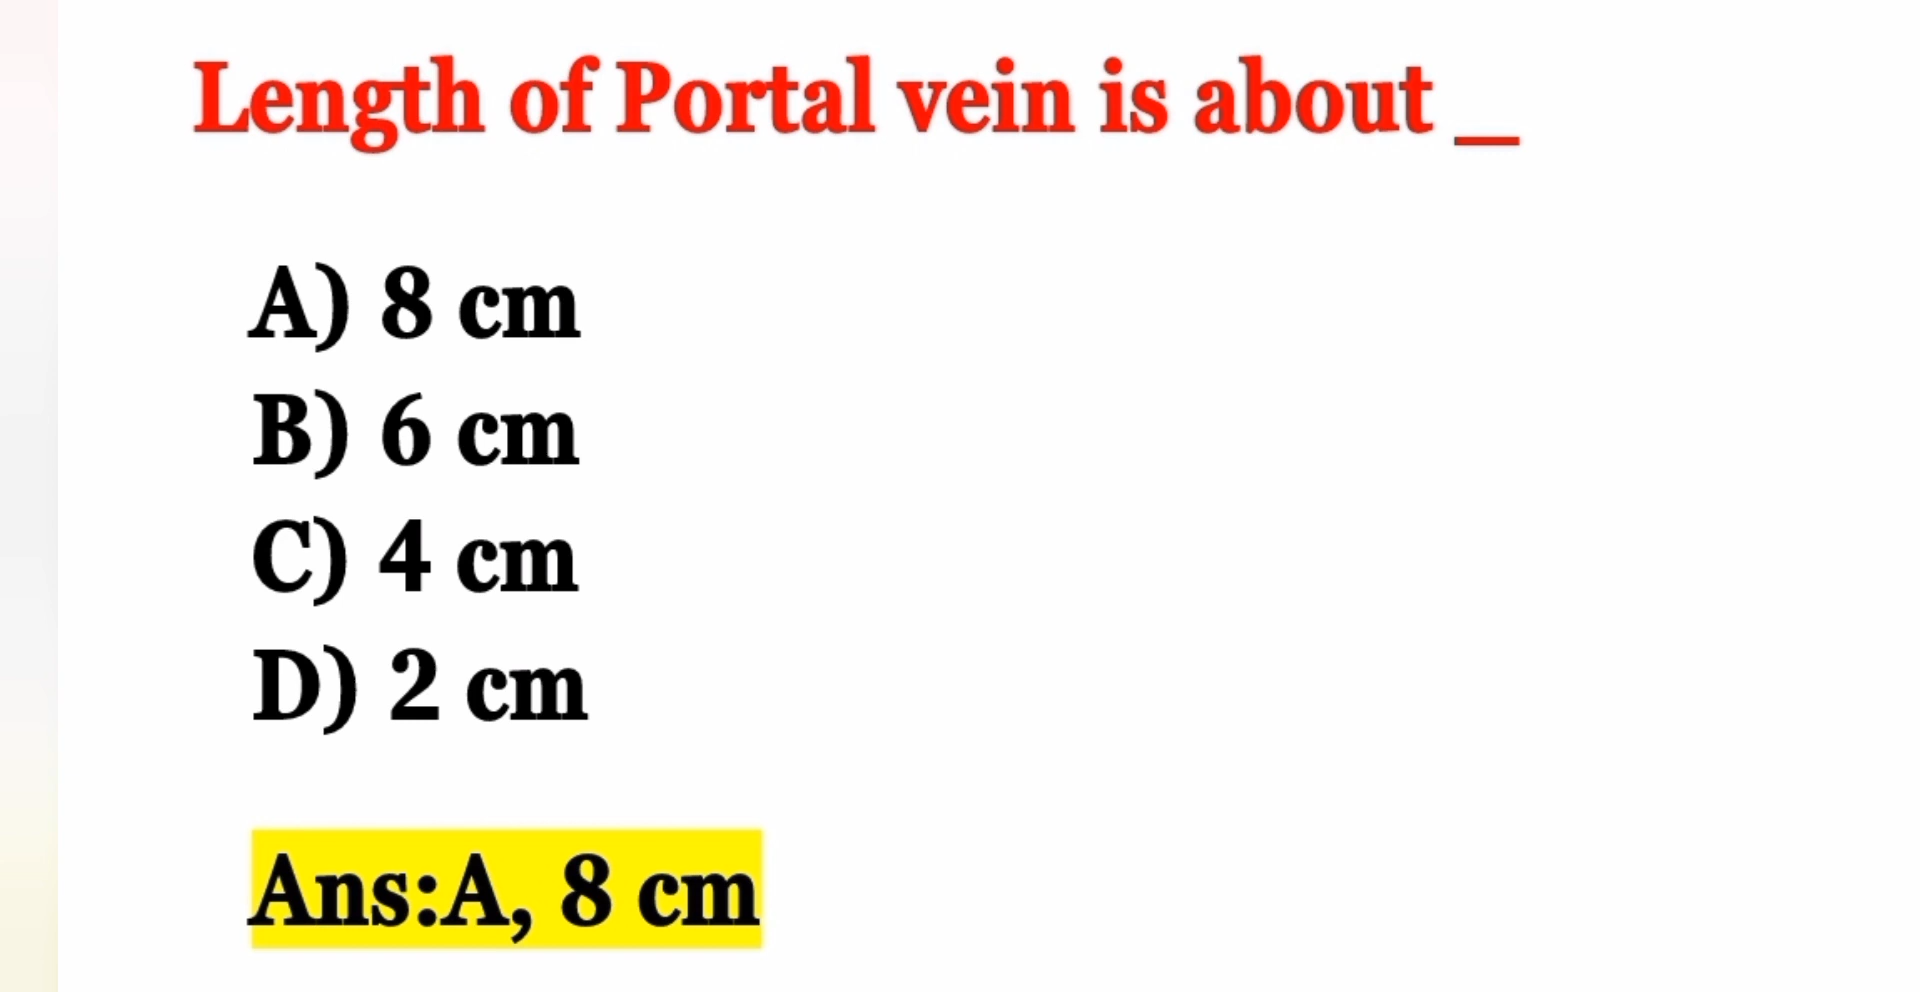 Length of Portal vein is about _
A) 8 cm
B) 6 cm
C) 4 cm
D) 2 cm
Ans:A, 8 cm